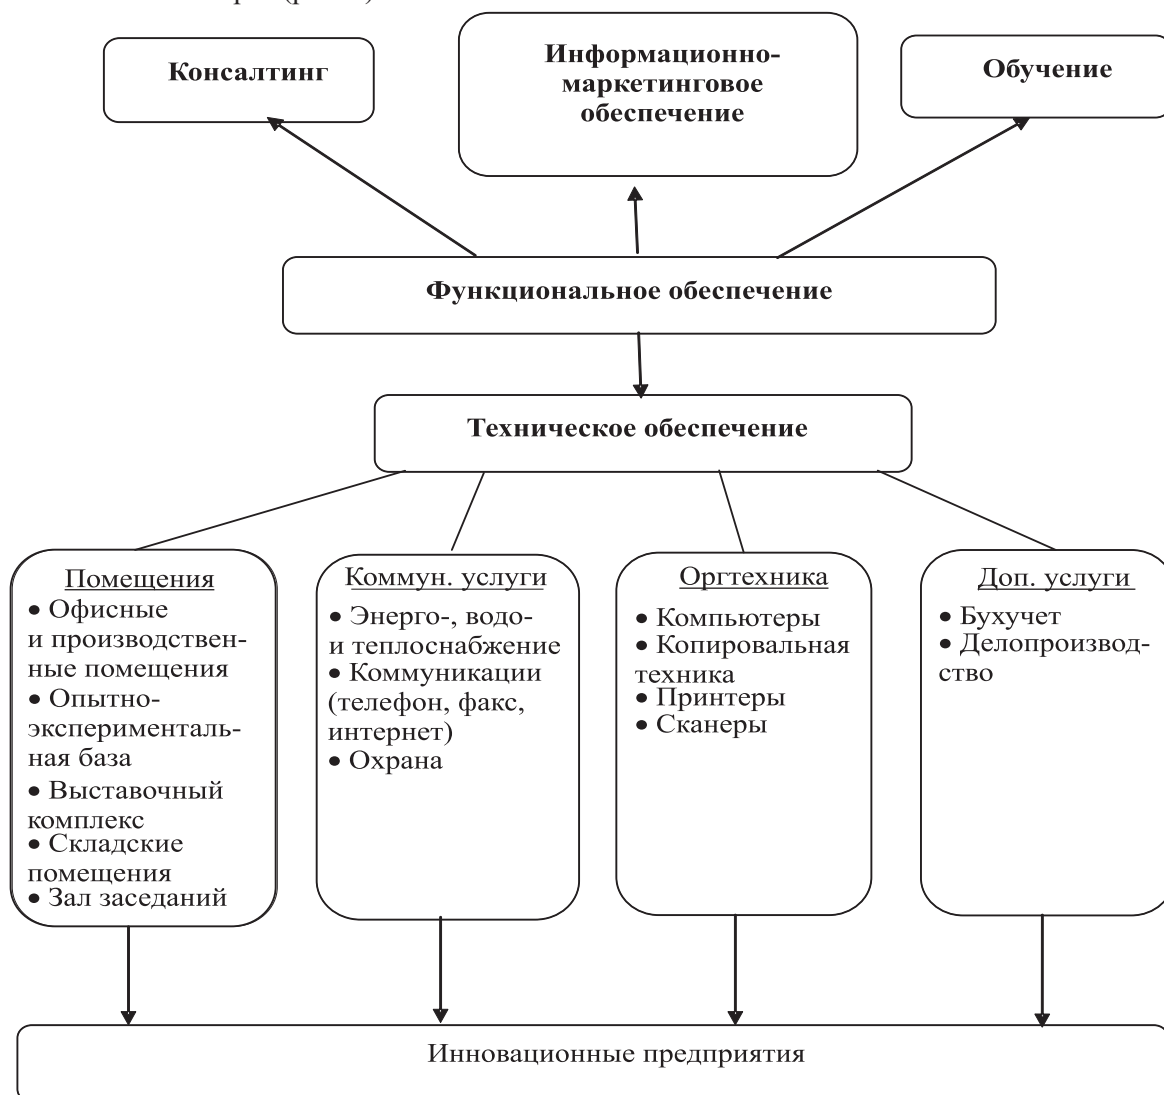 Консалтинг
Информационно-
маркетинговое
обеспечение
Обучение
Функциональное обеспечение
Техническое обеспечение
Помещения
• Офисные
и производствен-
ные помещения
• Опытно-
эксперименталь-
ная база
• Выставочный
комплекс
• Складские
помещения
• Зал заседаний
Коммун. услуги
• Энерго-, водо-
и теплоснабжение
• Коммуникации
(телефон, факс,
интернет)
• Охрана
Оргтехника
• Компьютеры
• Копировальная
техника
• Принтеры
• Сканеры
Доп. услуги
• Бухучет
• Делопроизвод-
ство
Инновационные предприятия